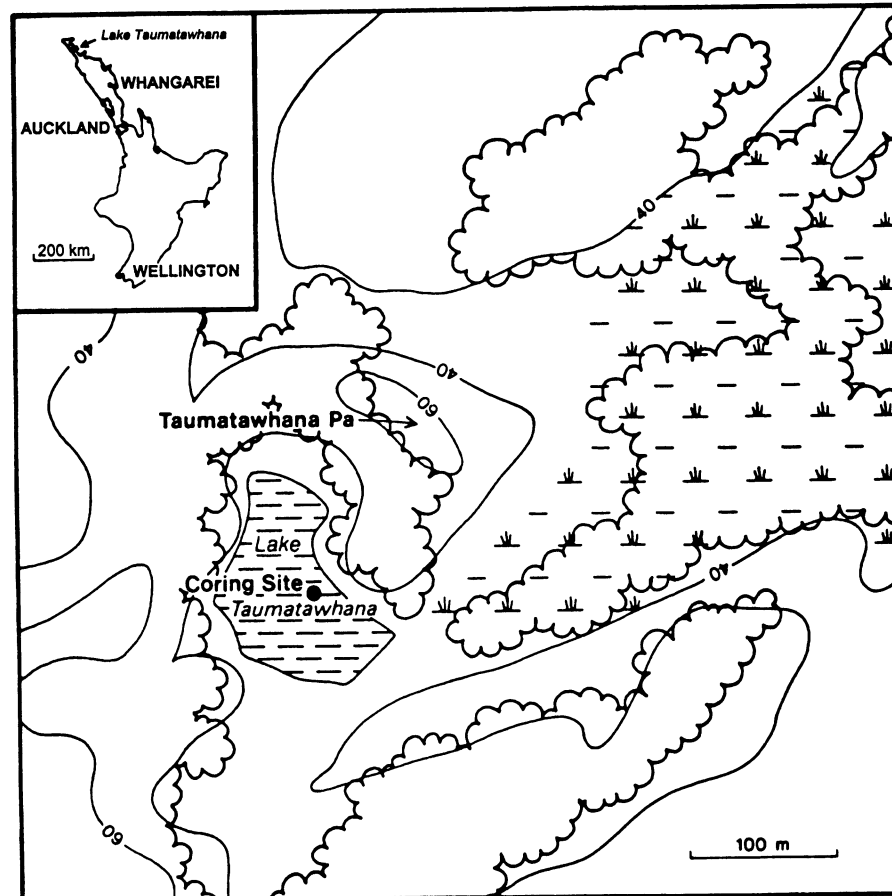 Lake Taumatawhana
WHANGAREI
AUCKLAND
200 km
WELLINGTON
40
40
40
60
Taumatawhana Pa
Lake
Coring Site
Taumatawhana
40
60
100 m